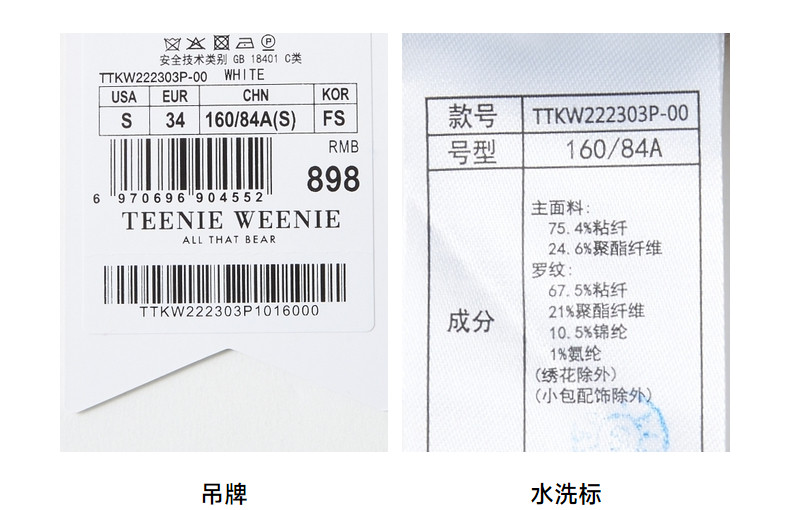 安全技术类别 GB 18401 C类
TTKW222303P-00 WHITE
USA EUR CHN KOR
S 34 160/84A(S) FS
RMB
898
6 970696 904552
TEENIE WEENIE
ALL THAT BEAR
TTKW222303P1016000
吊牌
款号 TTKW222303P-00
号型 160/84A
成分
主面料:
75.4%粘纤
24.6%聚酯纤维
罗纹:
67.5%粘纤
21%聚酯纤维
10.5%锦纶
1%氨纶
(绣花除外)
(小包配饰除外)
水洗标